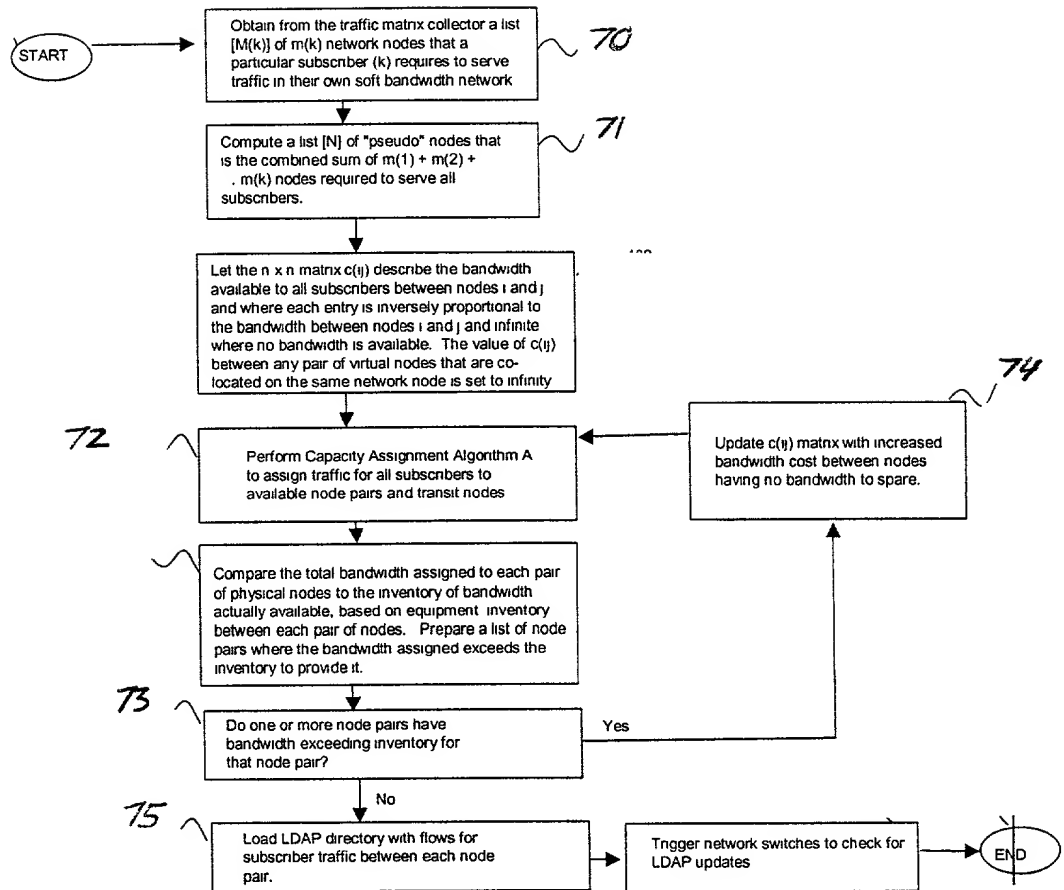 START
Obtain from the traffic matrix collector a list
[M(k)] of m(k) network nodes that a
particular subscriber (k) requires to serve
traffic in their own soft bandwidth network
70
Compute a list [N] of "pseudo" nodes that
is the combined sum of m(1) + m(2) +
. m(k) nodes required to serve all
subscribers.
71
Let the n x n matrix c(ij) describe the bandwidth
available to all subscribers between nodes i and j
and where each entry is inversely proportional to
the bandwidth between nodes i and j and infinite
where no bandwidth is available. The value of c(ij)
between any pair of virtual nodes that are co-
located on the same network node is set to infinity
72
Perform Capacity Assignment Algorithm A
to assign traffic for all subscribers to
available node pairs and transit nodes
74
Update c(ij) matrix with increased
bandwidth cost between nodes
having no bandwidth to spare.
Compare the total bandwidth assigned to each pair
of physical nodes to the inventory of bandwidth
actually available, based on equipment inventory
between each pair of nodes. Prepare a list of node
pairs where the bandwidth assigned exceeds the
inventory to provide it.
73
Do one or more node pairs have
bandwidth exceeding inventory for
that node pair?
Yes
No
75
Load LDAP directory with flows for
subscriber traffic between each node
pair.
Trigger network switches to check for
LDAP updates
END